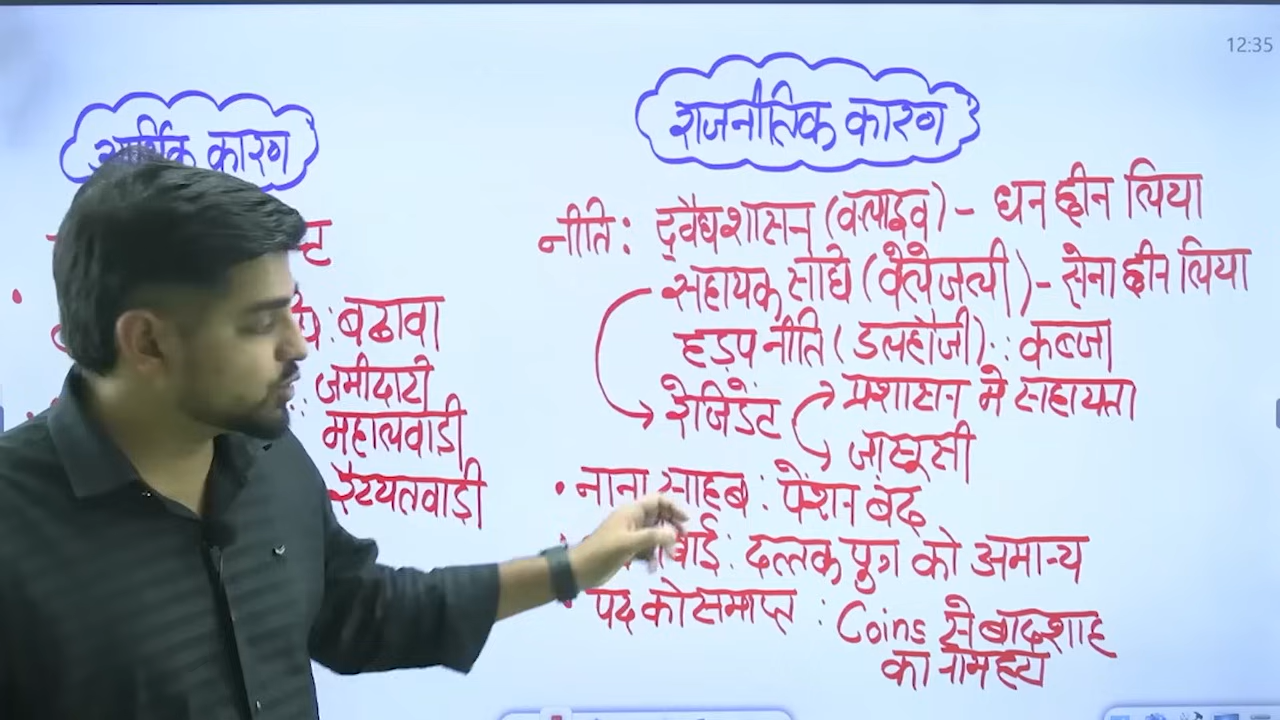 12:35
आर्थिक कारण
: बढावा
: जमीदारी
महालवाडी
रैय्यतवाड़ी
राजनौतिक कारण
नीति : द्वैधशासन (क्लाइव) - धन छीन लिया
सहायक साधि (वेलेजली) - सेना छीन लिया
हड़प नीति (डलहौजी) : कब्जा
रेजिडेंट → प्रशासन मे सहायता
→ जासूसी
• नाना साहब : पेंशन बंद
बाई : दत्तक पुत्र को अमान्य
• पद को समाप्त : Coins से बादशाह
का नाम हटा